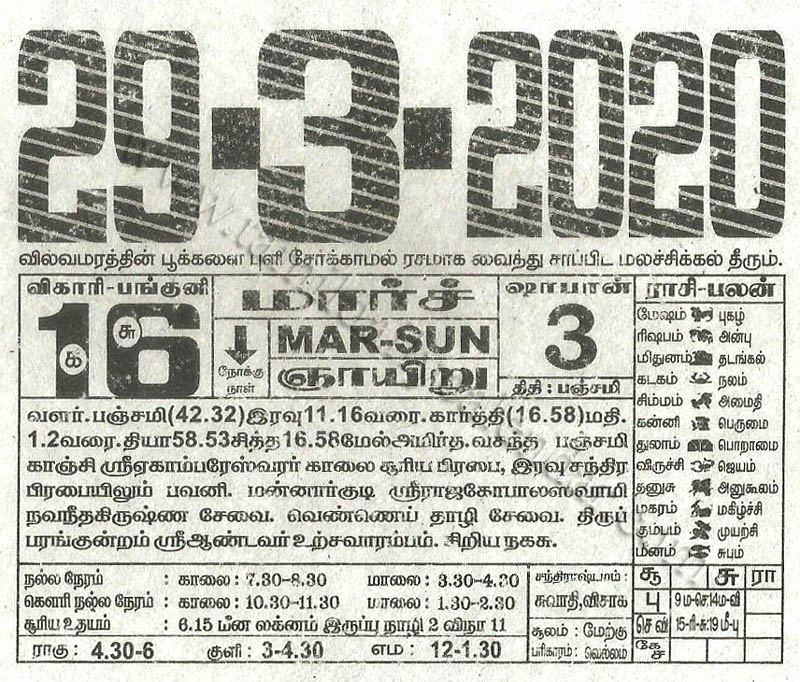 29-3-2020
விலவமரத்தின் பூக்களை புளி சேர்க்காமல் ரசமாக வைத்து சாப்பிட மலச்சிக்கல் தீரும்.
விகாரி-பங்குனி
16
௧ சு
நோக்கு நாள்
மார்ச்
MAR-SUN
ஞாயிறு
ஷாபான்
3
திதி : பஞ்சமி
வளர்.பஞ்சமி(42.32)இரவு11.16வரை.கார்த்தி(16.58)மதி.
1.2வரை.தியா58.53சித்த16.58மேல்அமிர்த.வசந்த பஞ்சமி
காஞ்சி ஸ்ரீஏகாம்பரேஸ்வரர் காலை சூரிய பிரபை, இரவு சந்திர
பிரபையிலும் பவனி. மன்னார்குடி ஸ்ரீராஜகோபாலஸ்வாமி
நவநீதகிருஷ்ண சேவை. வெண்ணெய் தாழி சேவை. திருப்
பரங்குன்றம் ஸ்ரீஆண்டவர் உற்சவாரம்பம். சிறிய நகசு.
ராசி-பலன்
மேஷம் புகழ்
ரிஷபம் அன்பு
மிதுனம் தடங்கல்
கடகம் நலம்
சிம்மம் அமைதி
கன்னி பெருமை
துலாம் பொறாமை
விருச்சி ஜெயம்
தனுசு அனுகூலம்
மகரம் மகிழ்ச்சி
கும்பம் முயற்சி
மீனம் சுபம்
நல்ல நேரம் : காலை : 7.30-8.30 மாலை : 3.30-4.30
கௌரி நல்ல நேரம் : காலை : 10.30-11.30 மாலை : 1.30-2.30
சூரிய உதயம் : 6.15 மீன லக்னம் இருப்பு நாழி 2 விநா 11
ராகு : 4.30-6 குளி : 3-4.30 எம : 12-1.30
சந்திராஷ்டமம் :
சுவாதி,விசாக
சூலம் : மேற்கு
பரிகாரம் : வெல்லம்
சூ சு ரா
பு 9 ம-செ:14ம-வி
செ வி 15-ரி-சு:19 மீ-பு
கே